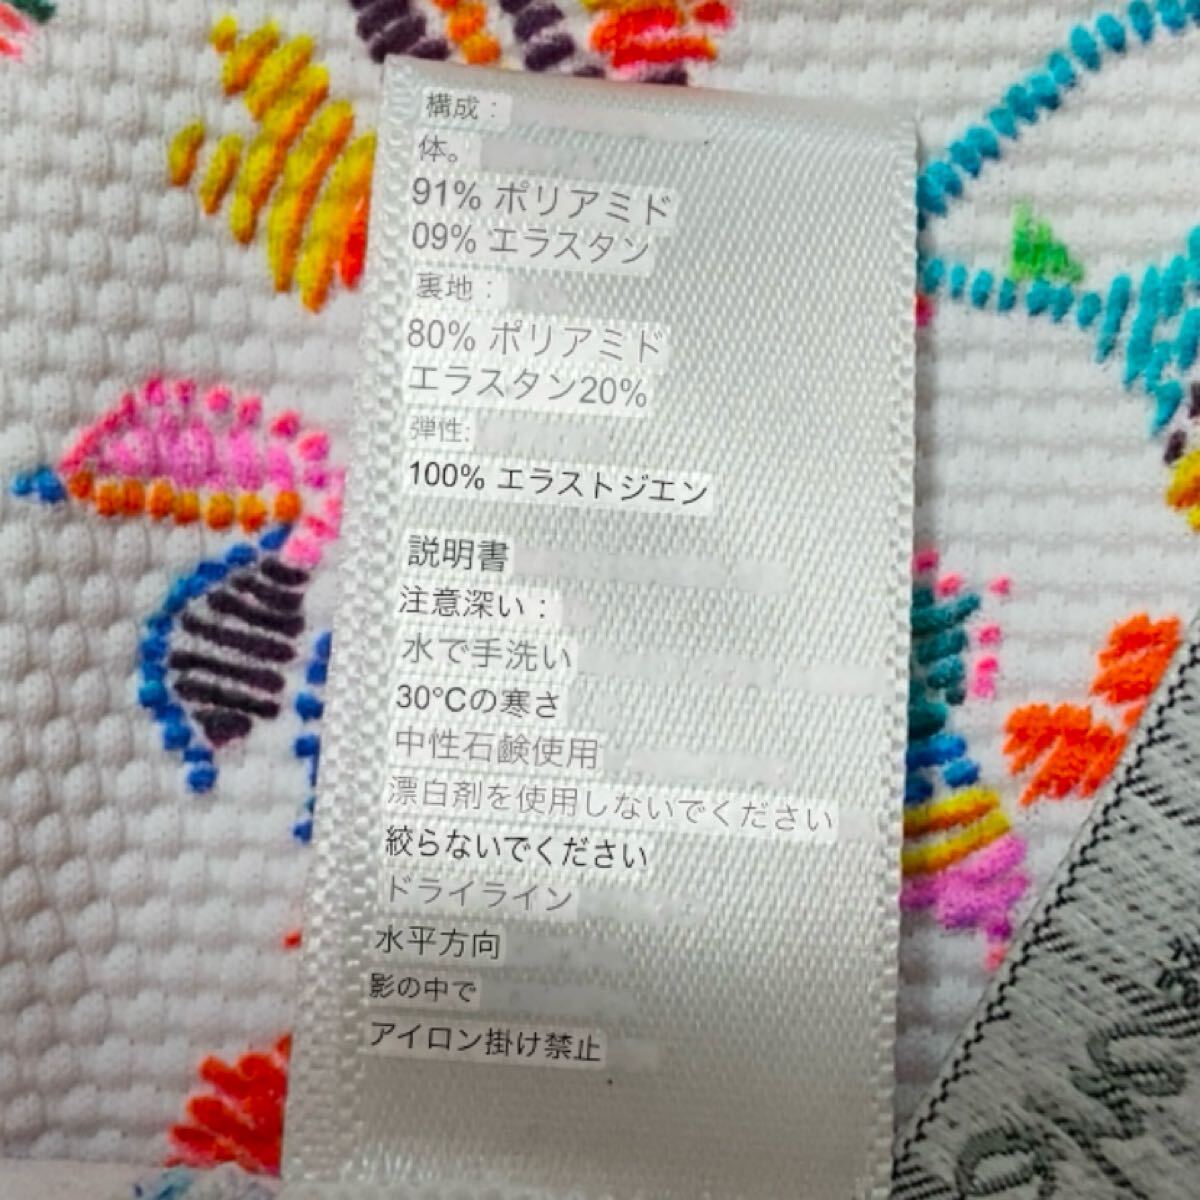 構成：
体。
91% ポリアミド
09% エラスタン
裏地：
80% ポリアミド
エラスタン20%
弾性:
100% エラストジエン
説明書
注意深い：
水で手洗い
30°Cの寒さ
中性石鹸使用
漂白剤を使用しないでください
絞らないでください
ドライライン
水平方向
影の中で
アイロン掛け禁止